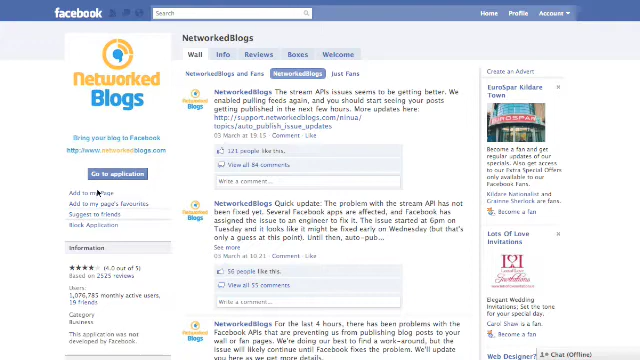 facebook
Search
Home Profile Account
NetworkedBlogs
Wall Info Reviews Boxes Welcome
NetworkedBlogs and Fans NetworkedBlogs Just Fans
Networked
Blogs
Bring your blog to Facebook
http://www.networkedblogs.com
Go to application
Add to my Page
Add to my page's favourites
Suggest to friends
Block Application
Information
(4.0 out of 5)
Based on 2525 reviews
Users:
1,076,785 monthly active users,
19 friends
Category
Business
This application was not
developed by Facebook.
NetworkedBlogs The stream APIs issues seems to be getting better. We
enabled pulling feeds again, and you should start seeing your posts
getting published in the next few hours. More updates here:
http://support.networkedblogs.com/ninua/
topics/auto_publish_issue_updates
03 March at 19:15 · Comment · Like
121 people like this.
View all 84 comments
Write a comment...
NetworkedBlogs Quick update: The problem with the stream API has not
been fixed yet. Several Facebook apps are affected, and Facebook has
assigned the issue to an engineer to fix it. The issue started at 6pm on
Tuesday and it looks like it might be fixed early on Wednesday (but that's
only a guess at this point). Until then, auto-pub...
See more
03 March at 10:21 · Comment · Like
56 people like this.
View all 55 comments
Write a comment...
NetworkedBlogs For the last 4 hours, there has been problems with the
Facebook APIs that are preventing us from publishing blog posts to your
wall or fan pages. We're doing our best to find a work-around, but the
issue will likely continue until Facebook fixes the problem. We'll update
you here as we get more details.
Create an Advert
EuroSpar Kildare
Town
EUROSPAR
Become a fan and get
regular updates of our
specials. Also get access
to our Extra Special Offers
only available to our
Facebook Fans.
Kildare Nationalist and
Grainne Sherlock are fans.
Become a fan
Lots Of Love
Invitations
Elegant Wedding
Invitations. Set the tone
for your special day.
Carol Shaw is a fan.
Become a fan
Web Designer?
Chat (Offline)